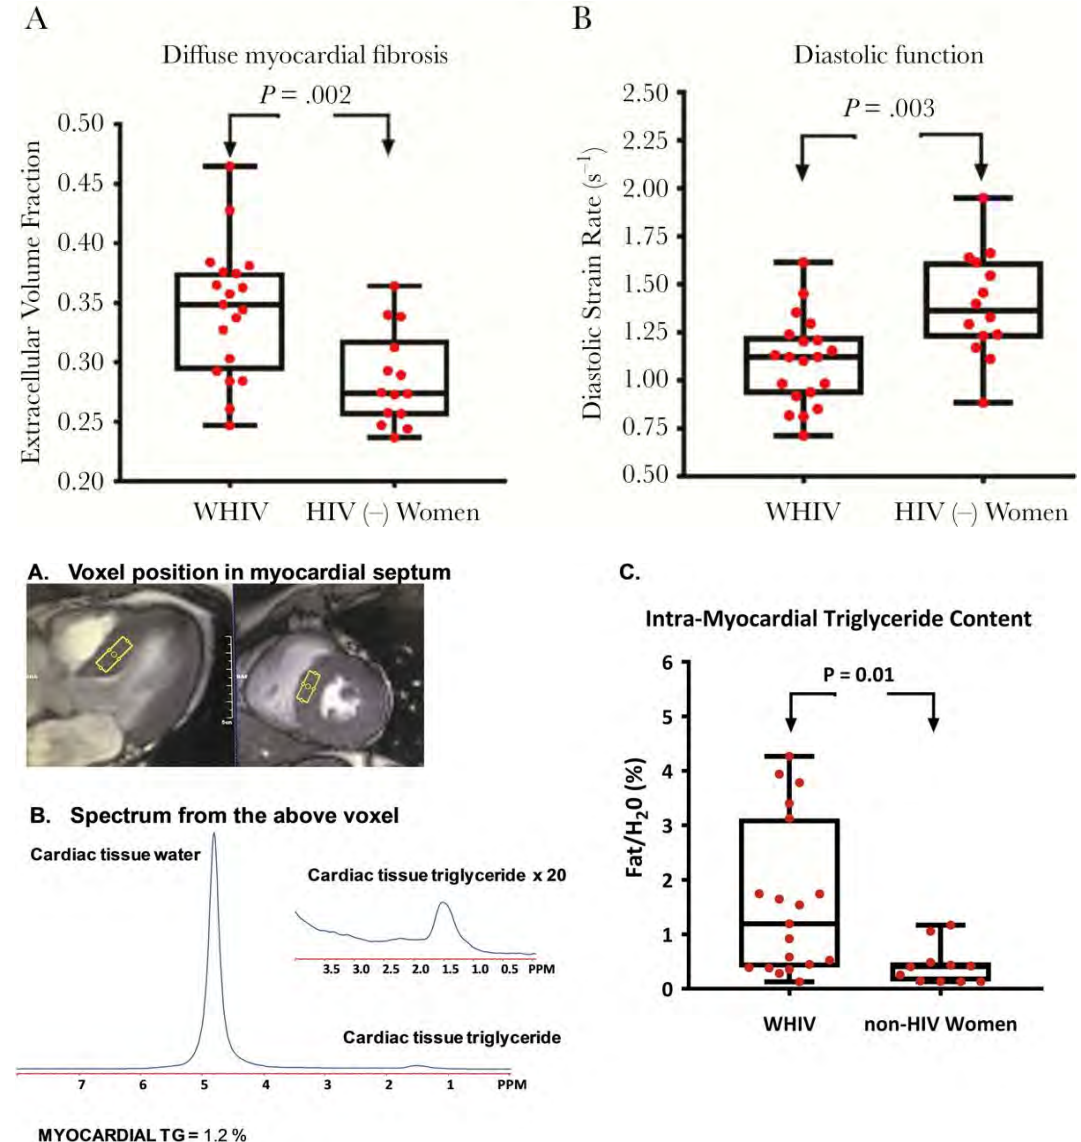 A
Diffuse myocardial fibrosis
P = .002
Extracellular Volume Fraction
0.50
0.45
0.40
0.35
0.30
0.25
0.20
WHIV
HIV (–) Women
B
Diastolic function
P = .003
Diastolic Strain Rate (s⁻¹)
2.50
2.25
2.00
1.75
1.50
1.25
1.00
0.75
0.50
WHIV
HIV (–) Women
A. Voxel position in myocardial septum
B. Spectrum from the above voxel
Cardiac tissue water
Cardiac tissue triglyceride x 20
3.5 3.0 2.5 2.0 1.5 1.0 0.5 PPM
Cardiac tissue triglyceride
7 6 5 4 3 2 1 PPM
MYOCARDIAL TG = 1.2 %
C.
Intra-Myocardial Triglyceride Content
P = 0.01
Fat/H₂0 (%)
6
5
4
3
2
1
0
WHIV
non-HIV Women